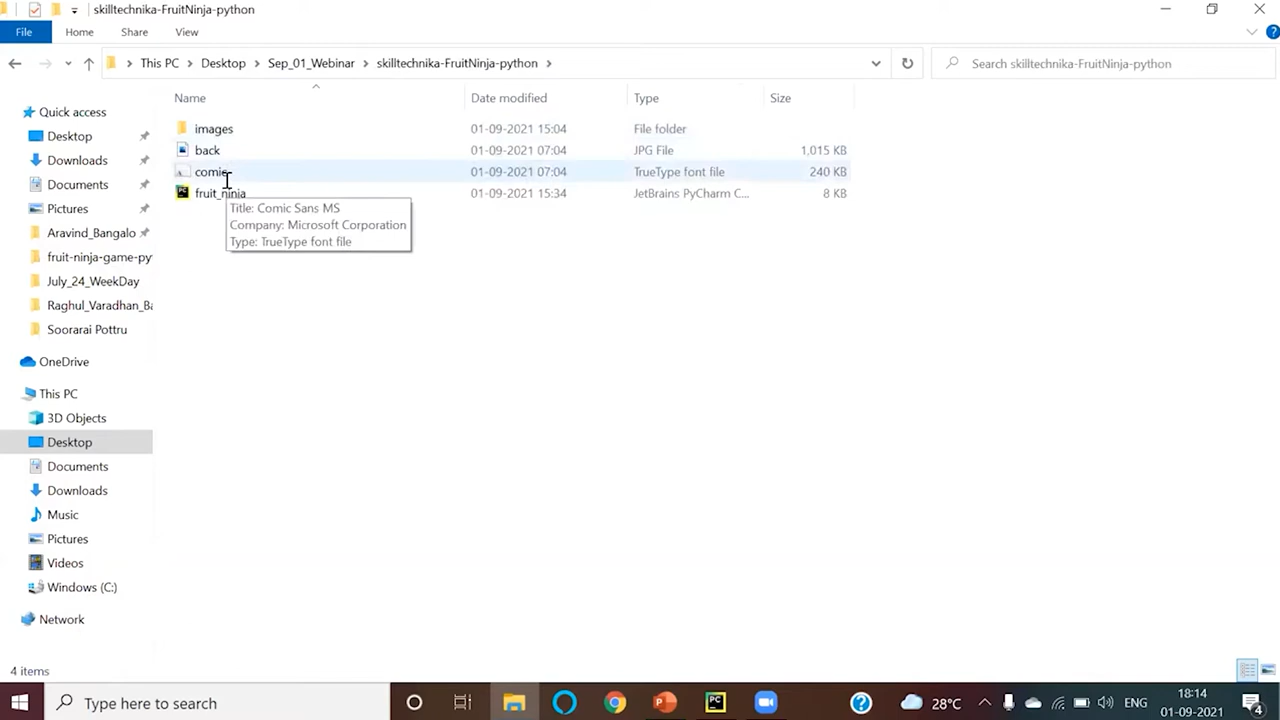 skilltechnika-FruitNinja-python
File Home Share View
This PC Desktop Sep_01_Webinar skilltechnika-FruitNinja-python
Search skilltechnika-FruitNinja-python
Name Date modified Type Size
images 01-09-2021 15:04 File folder
back 01-09-2021 07:04 JPG File 1,015 KB
comic 01-09-2021 07:04 TrueType font file 240 KB
fruit_ninja 01-09-2021 15:34 JetBrains PyCharm C... 8 KB
Title: Comic Sans MS
Company: Microsoft Corporation
Type: TrueType font file
Quick access
Desktop
Downloads
Documents
Pictures
Aravind_Bangalo
fruit-ninja-game-py
July_24_WeekDay
Raghul_Varadhan_Ba
Soorarai Pottru
OneDrive
This PC
3D Objects
Desktop
Documents
Downloads
Music
Pictures
Videos
Windows (C:)
Network
4 items
Type here to search
28°C
ENG
18:14
01-09-2021
4